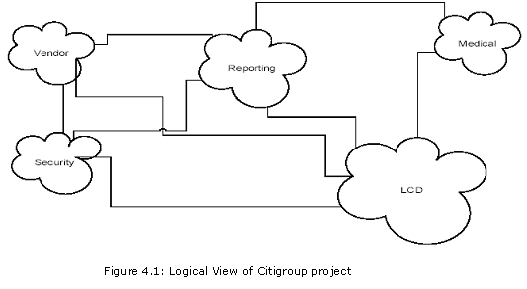 Vendor
Reporting
Medical
Security
LCD
Figure 4.1: Logical View of Citigroup project